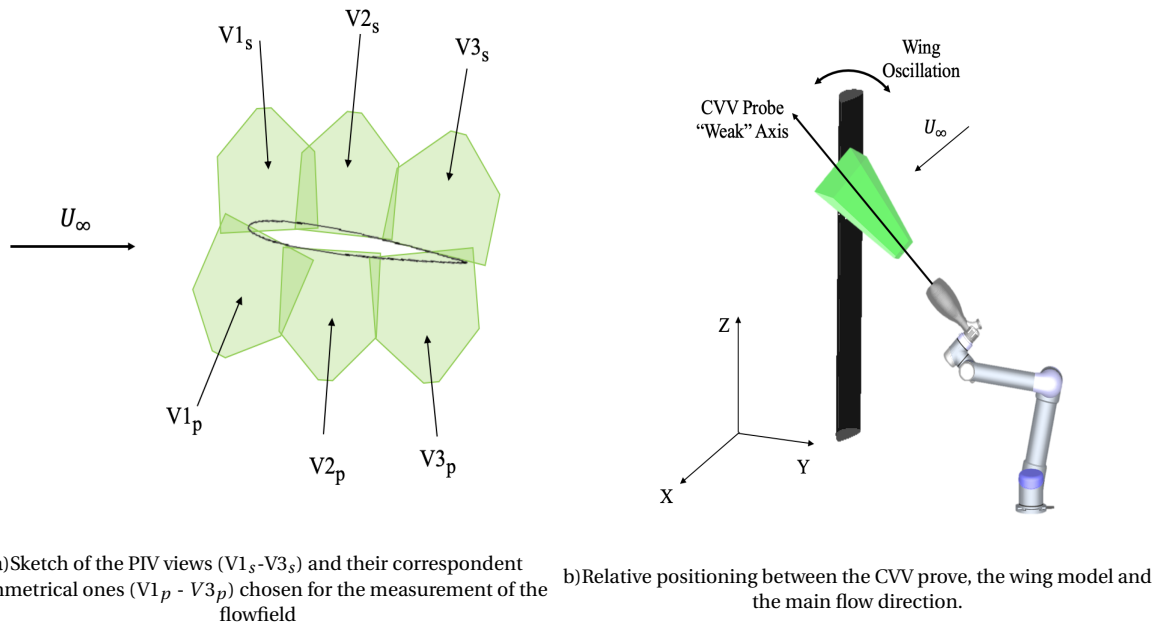 V1s
V2s
V3s
U∞
V1p
V2p
V3p
Wing
Oscillation
CVV Probe
“Weak” Axis
U∞
Z
Y
X
)Sketch of the PIV views (V1s-V3s) and their correspondent
mmetrical ones (V1p - V3p) chosen for the measurement of the
flowfield
b)Relative positioning between the CVV prove, the wing model and
the main flow direction.